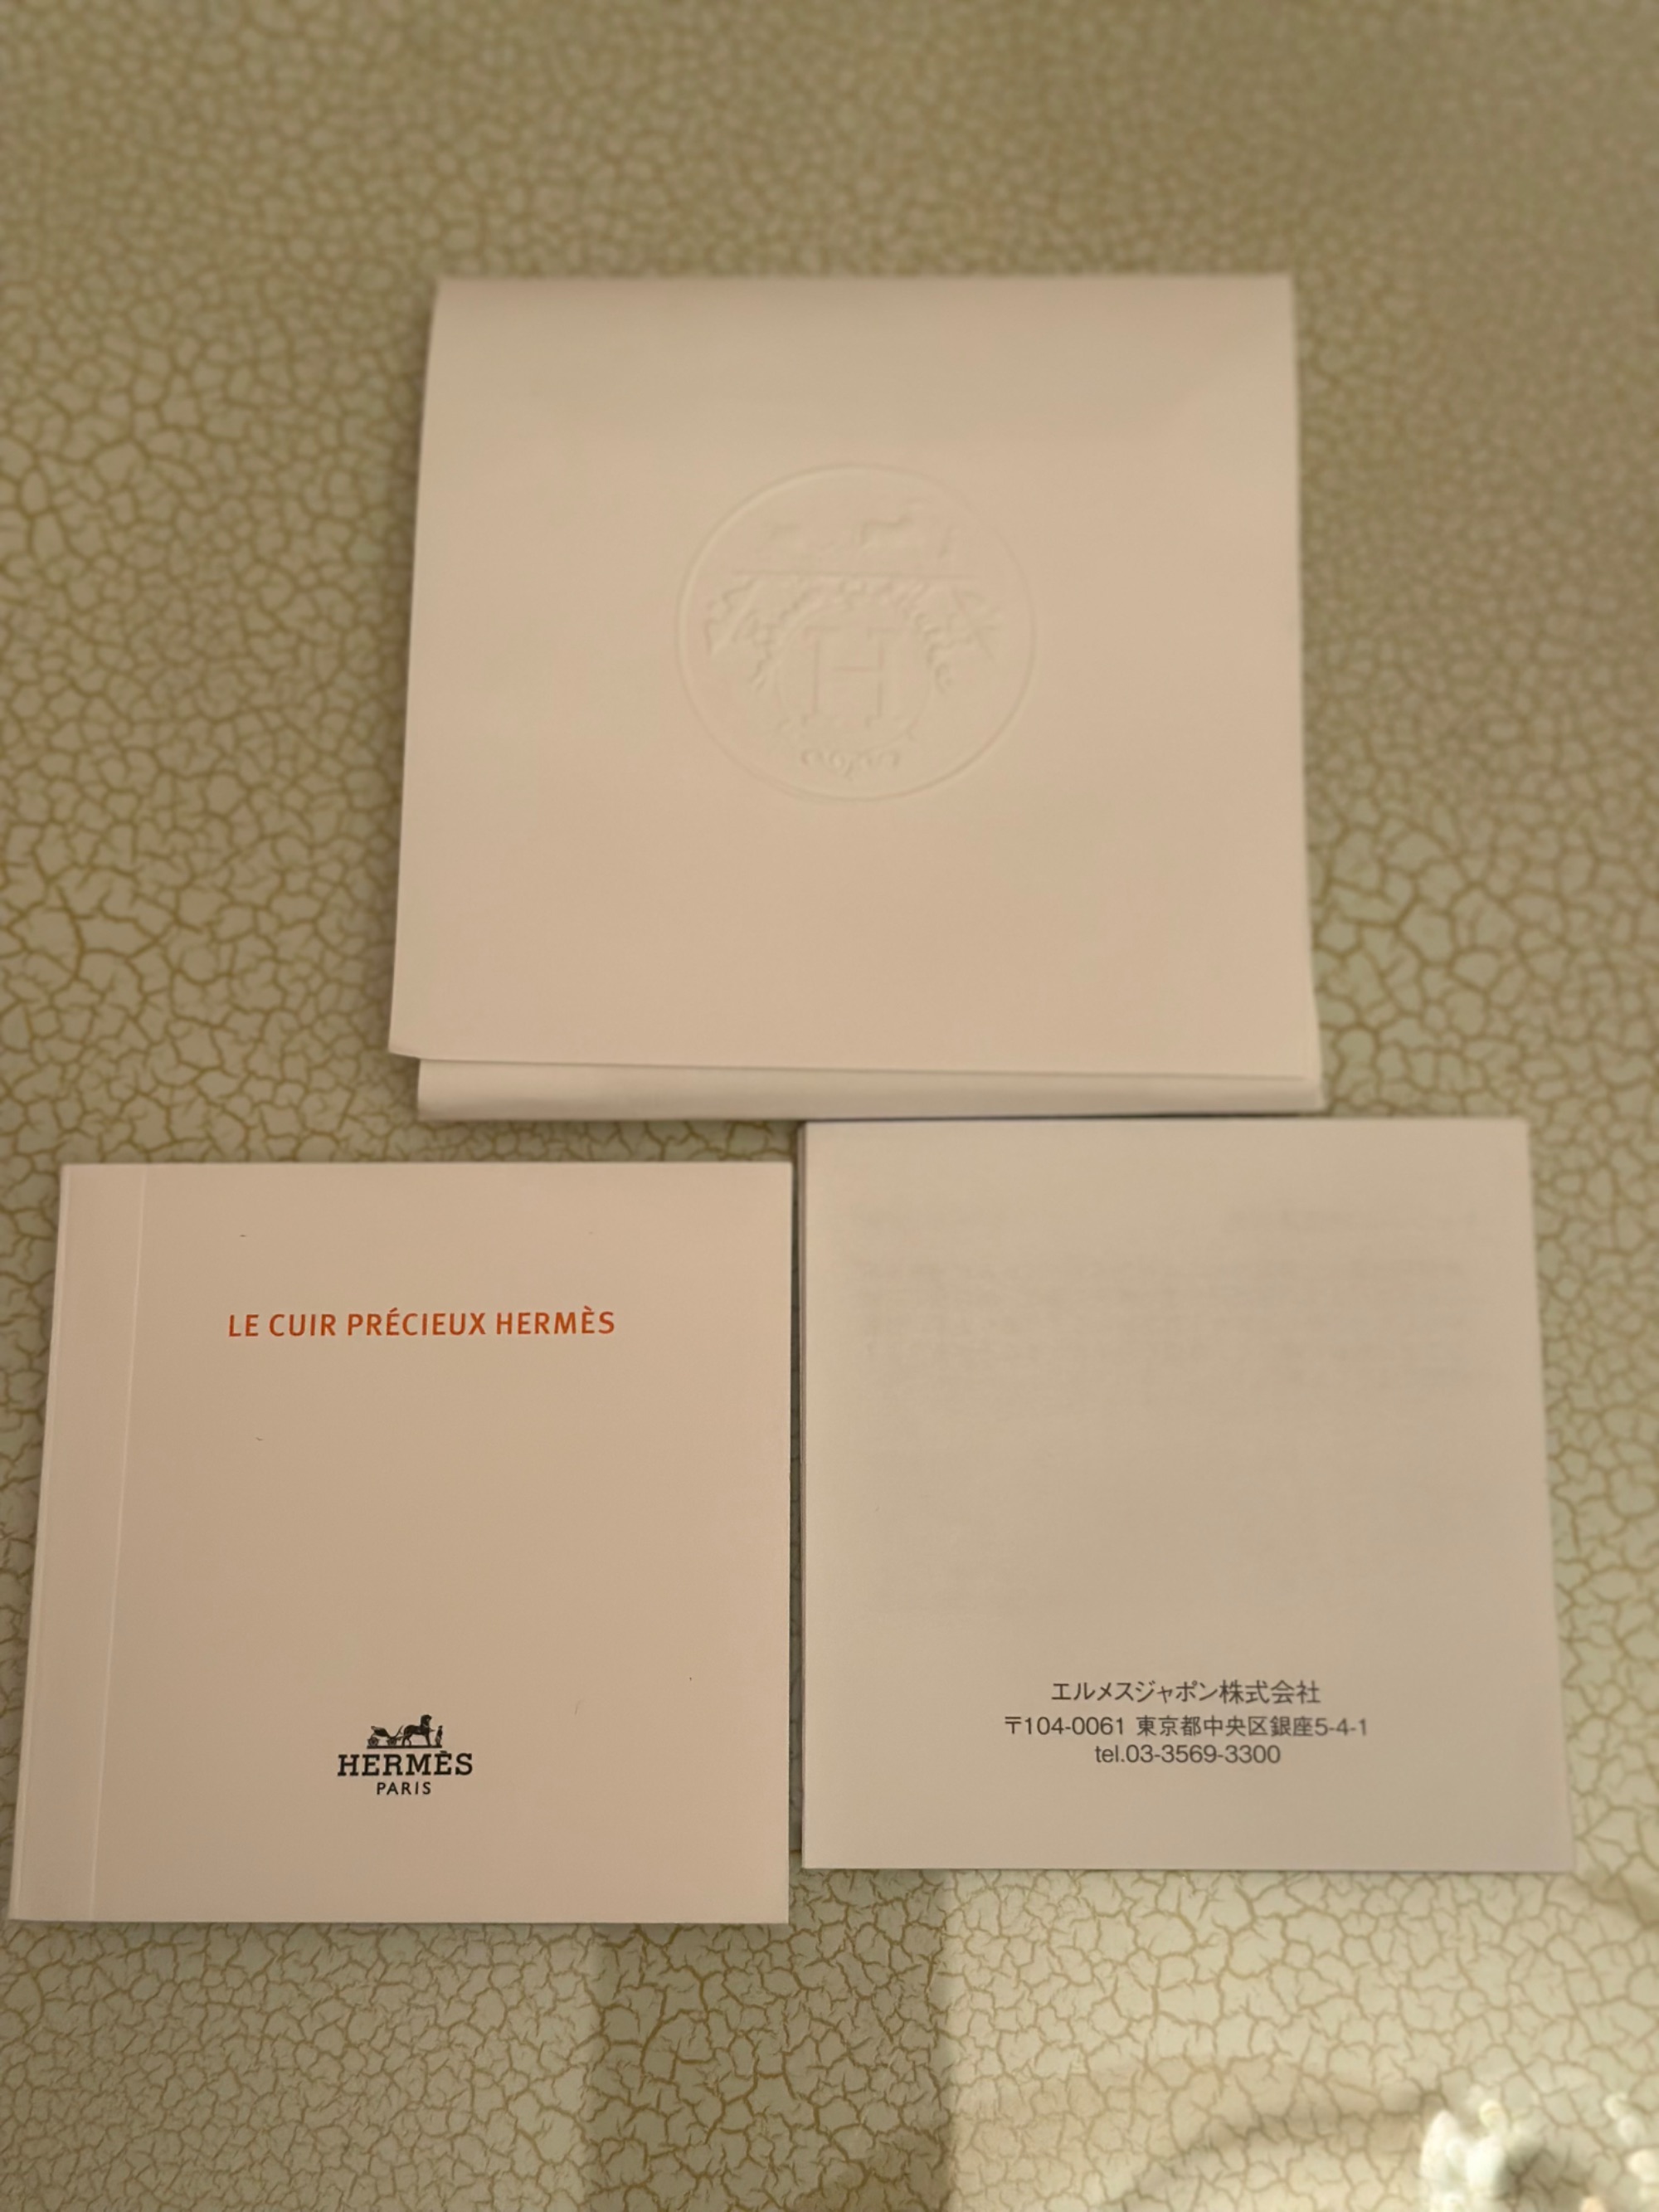 H
LE CUIR PRÉCIEUX HERMÈS
HERMÈS
PARIS
エルメスジャポン株式会社
〒104-0061 東京都中央区銀座5-4-1
tel.03-3569-3300